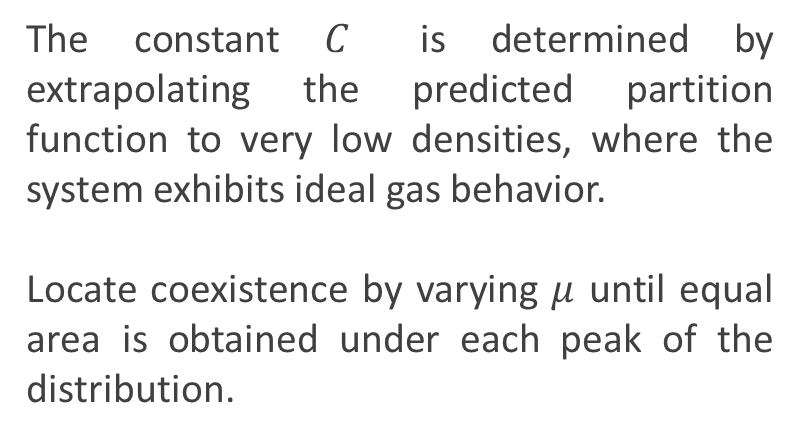 The constant C is determined by
extrapolating the predicted partition
function to very low densities, where the
system exhibits ideal gas behavior.
Locate coexistence by varying μ until equal
area is obtained under each peak of the
distribution.